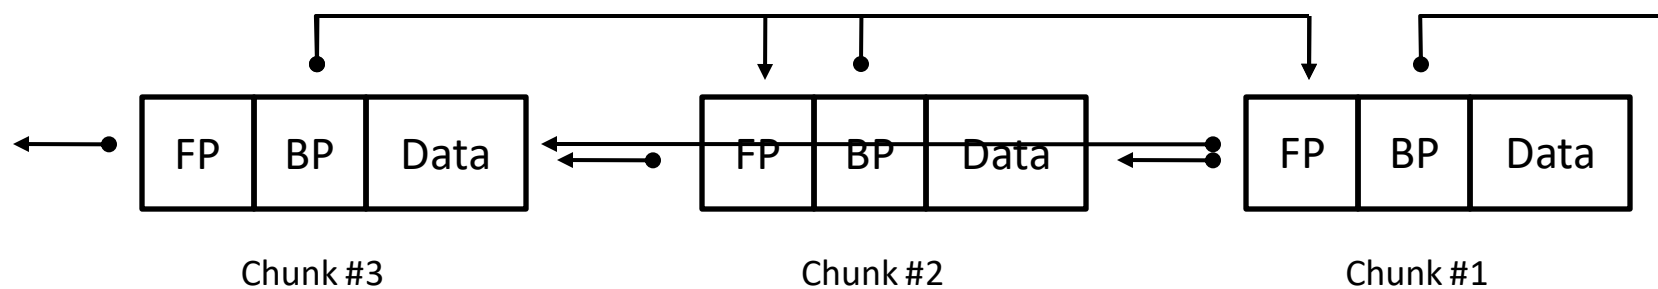 FP BP Data FP BP Data FP BP Data
Chunk #3 Chunk #2 Chunk #1